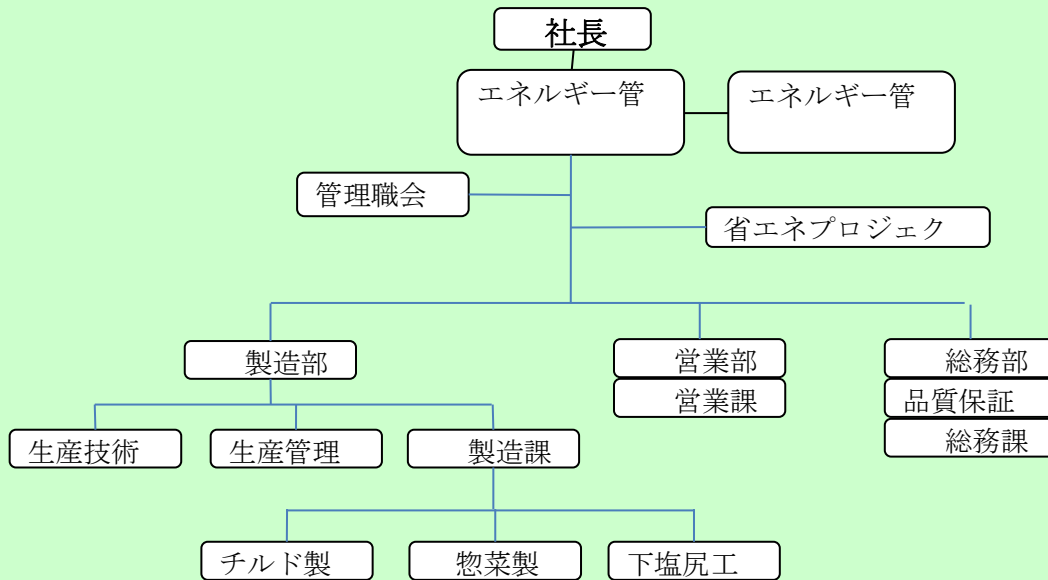 社長
エネルギー管
エネルギー管
管理職会
省エネプロジェク
製造部
営業部
総務部
営業課
品質保証
生産技術
生産管理
製造課
総務課
チルド製
惣菜製
下塩尻工